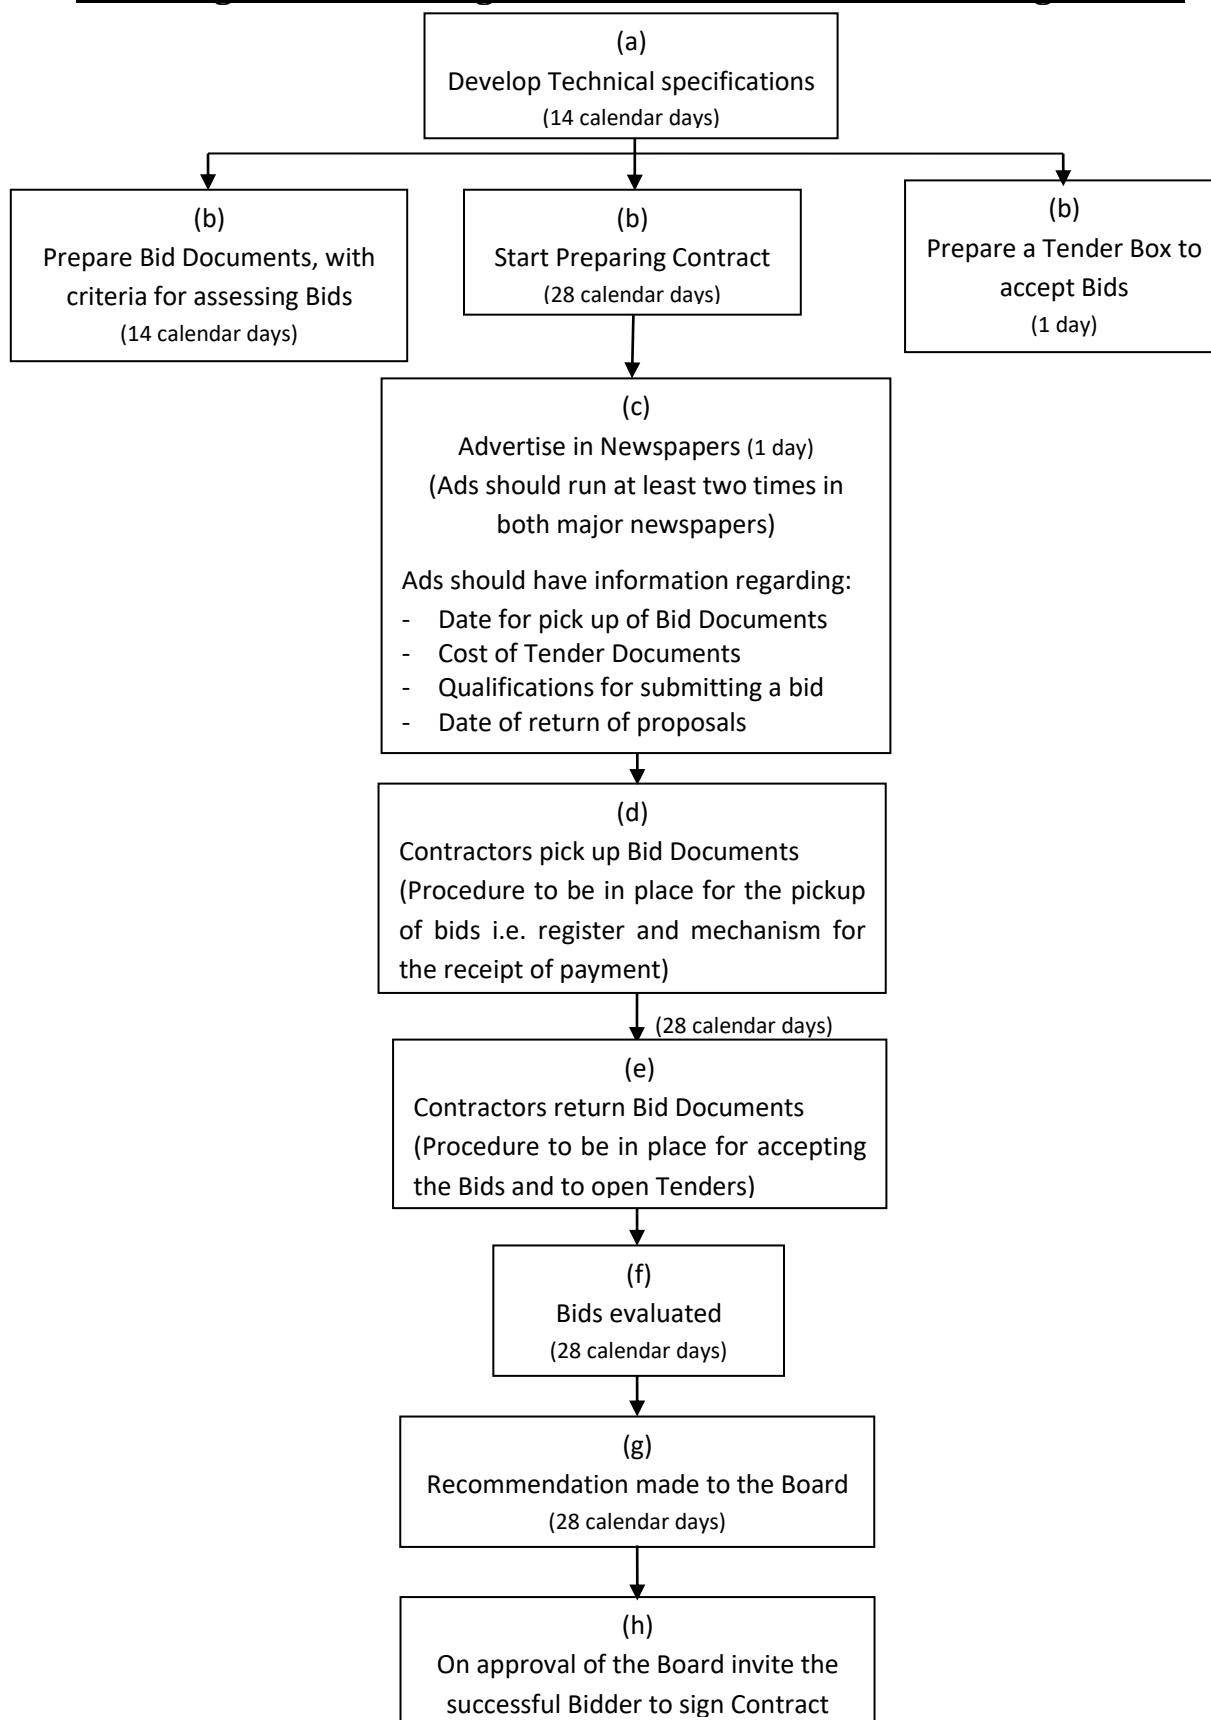 (a)
Develop Technical specifications
(14 calendar days)
(b)
Prepare Bid Documents, with
criteria for assessing Bids
(14 calendar days)
(b)
Start Preparing Contract
(28 calendar days)
(b)
Prepare a Tender Box to
accept Bids
(1 day)
(c)
Advertise in Newspapers (1 day)
(Ads should run at least two times in
both major newspapers)
Ads should have information regarding:
- Date for pick up of Bid Documents
- Cost of Tender Documents
- Qualifications for submitting a bid
- Date of return of proposals
(d)
Contractors pick up Bid Documents
(Procedure to be in place for the pickup
of bids i.e. register and mechanism for
the receipt of payment)
(28 calendar days)
(e)
Contractors return Bid Documents
(Procedure to be in place for accepting
the Bids and to open Tenders)
(f)
Bids evaluated
(28 calendar days)
(g)
Recommendation made to the Board
(28 calendar days)
(h)
On approval of the Board invite the
successful Bidder to sign Contract